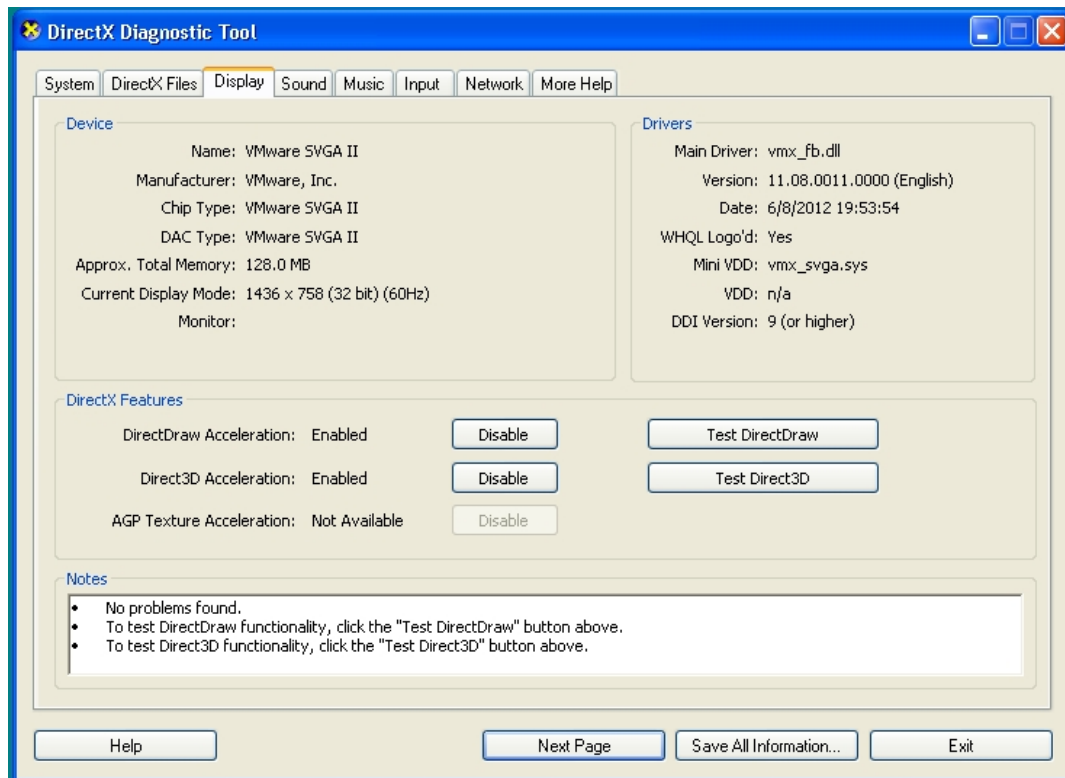 DirectX Diagnostic Tool
System DirectX Files Display Sound Music Input Network More Help
Device
Name: VMware SVGA II
Manufacturer: VMware, Inc.
Chip Type: VMware SVGA II
DAC Type: VMware SVGA II
Approx. Total Memory: 128.0 MB
Current Display Mode: 1436 x 758 (32 bit) (60Hz)
Monitor:
Drivers
Main Driver: vmx_fb.dll
Version: 11.08.0011.0000 (English)
Date: 6/8/2012 19:53:54
WHQL Logo'd: Yes
Mini VDD: vmx_svga.sys
VDD: n/a
DDI Version: 9 (or higher)
DirectX Features
DirectDraw Acceleration: Enabled Disable Test DirectDraw
Direct3D Acceleration: Enabled Disable Test Direct3D
AGP Texture Acceleration: Not Available Disable
Notes
• No problems found.
• To test DirectDraw functionality, click the "Test DirectDraw" button above.
• To test Direct3D functionality, click the "Test Direct3D" button above.
Help Next Page Save All Information... Exit